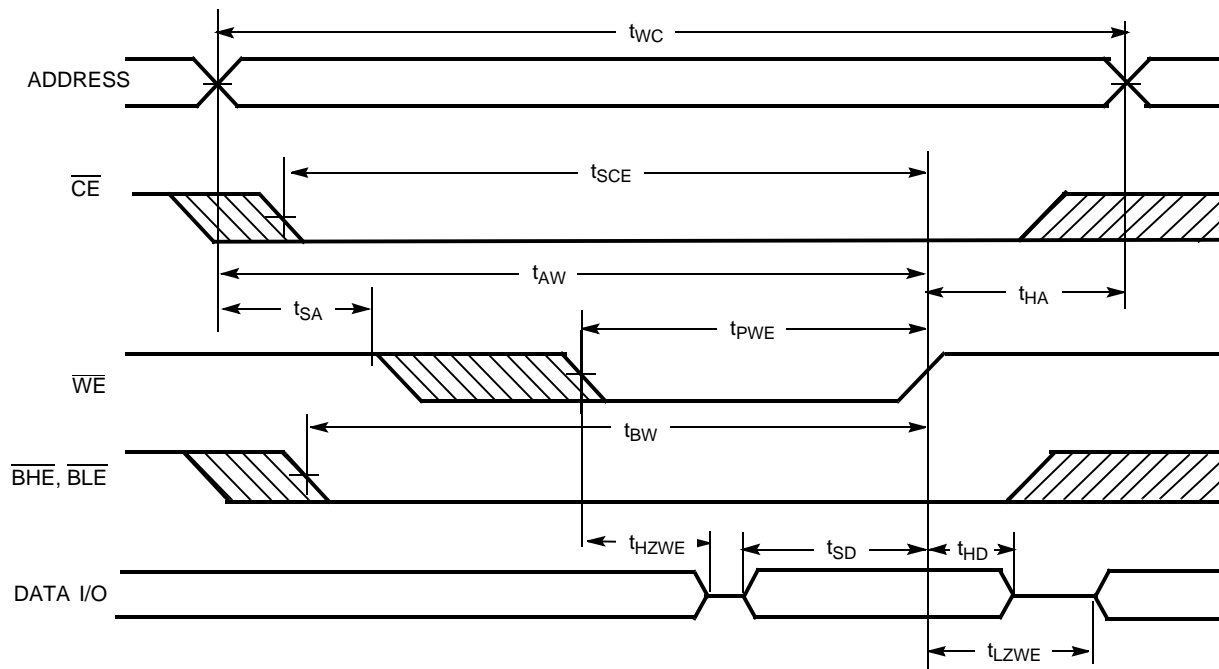 tWC
ADDRESS
tSCE
CE
tAW
tSA
tHA
tPWE
WE
tBW
BHE, BLE
tHZWE
tSD
tHD
DATA I/O
tLZWE